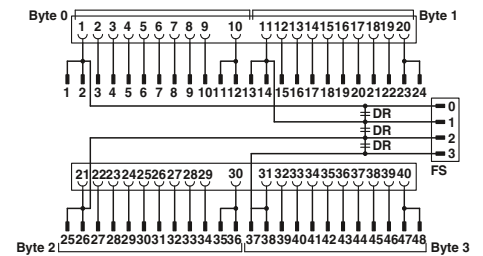 Byte 0 Byte 1
1 2 3 4 5 6 7 8 9 10 11 12 13 14 15 16 17 18 19 20
1 2 3 4 5 6 7 8 9 10 11 12 13 14 15 16 17 18 19 20 21 22 23 24
0
DR
1
DR
2
DR
3
FS
21 22 23 24 25 26 27 28 29 30 31 32 33 34 35 36 37 38 39 40
25 26 27 28 29 30 31 32 33 34 35 36 37 38 39 40 41 42 43 44 45 46 47 48
Byte 2 Byte 3